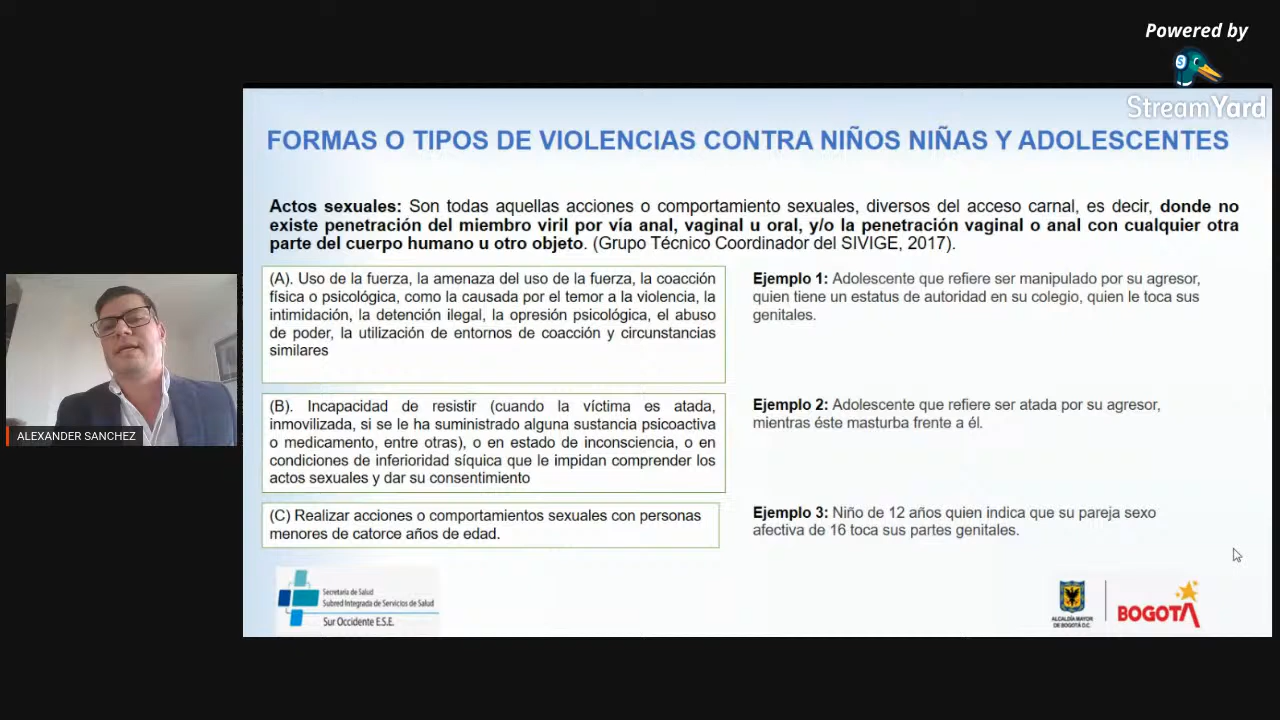 Powered by
StreamYard
FORMAS O TIPOS DE VIOLENCIAS CONTRA NIÑOS NIÑAS Y ADOLESCENTES
Actos sexuales: Son todas aquellas acciones o comportamiento sexuales, diversos del acceso carnal, es decir, donde no
existe penetración del miembro viril por vía anal, vaginal u oral, y/o la penetración vaginal o anal con cualquier otra
parte del cuerpo humano u otro objeto. (Grupo Técnico Coordinador del SIVIGE, 2017).
(A). Uso de la fuerza, la amenaza del uso de la fuerza, la coacción
física o psicológica, como la causada por el temor a la violencia, la
intimidación, la detención ilegal, la opresión psicológica, el abuso
de poder, la utilización de entornos de coacción y circunstancias
similares
Ejemplo 1: Adolescente que refiere ser manipulado por su agresor,
quien tiene un estatus de autoridad en su colegio, quien le toca sus
genitales.
(B). Incapacidad de resistir (cuando la víctima es atada,
inmovilizada, si se le ha suministrado alguna sustancia psicoactiva
o medicamento, entre otras), o en estado de inconsciencia, o en
condiciones de inferioridad síquica que le impidan comprender los
actos sexuales y dar su consentimiento
Ejemplo 2: Adolescente que refiere ser atada por su agresor,
mientras éste masturba frente a él.
(C) Realizar acciones o comportamientos sexuales con personas
menores de catorce años de edad.
Ejemplo 3: Niño de 12 años quien indica que su pareja sexo
afectiva de 16 toca sus partes genitales.
ALEXANDER SANCHEZ
Secretaría de Salud
Subred Integrada de Servicios de Salud
Sur Occidente E.S.E.
ALCALDÍA MAYOR
DE BOGOTÁ D.C.
BOGOTÁ